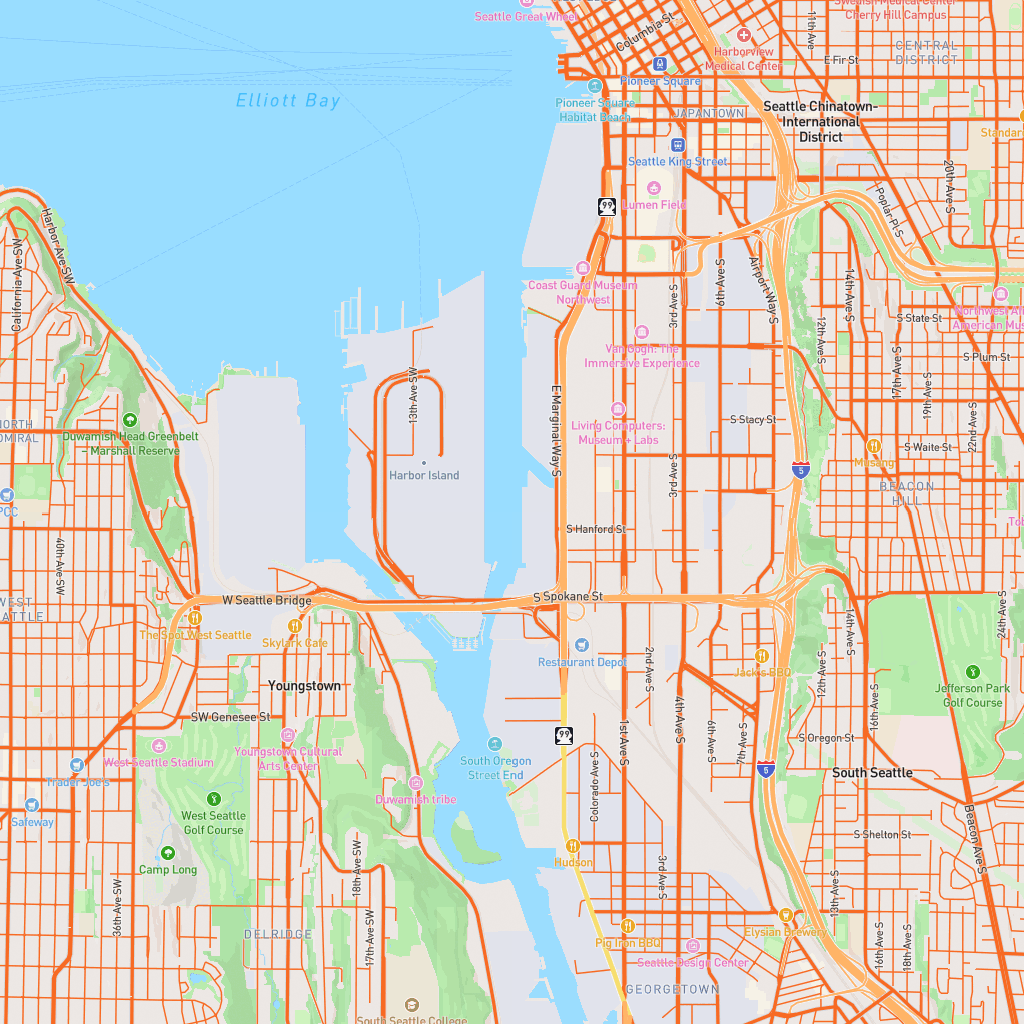 Seattle Great Wheel
Columbia St
11th Ave
Swedish Medical Center
Cherry Hill Campus
Harborview
Medical Center
CENTRAL
DISTRICT
E Fir St
Pioneer Square
Elliott Bay
Pioneer Square
Habitat Beach
JAPANTOWN
Seattle Chinatown-
International
District
Standard
Seattle King Street
20th Ave S
Lumen Field
Poplar Pl S
99
Harbor Ave SW
California Ave SW
Coast Guard Museum
Northwest
3rd Ave S
6th Ave S
Airport Way S
14th Ave S
12th Ave S
S State St
Northwest
American Mus
Van Gogh: The
Immersive Experience
S Plum St
17th Ave S
19th Ave S
13th Ave SW
E Marginal Way S
Living Computers:
Museum + Labs
S Stacy St
22nd Ave S
NORTH
ADMIRAL
Duwamish Head Greenbelt
– Marshall Reserve
Musang
S Waite St
Harbor Island
3rd Ave S
5
BEACON
HILL
PCC
S Hanford St
40th Ave SW
WEST
SEATTLE
W Seattle Bridge
S Spokane St
The Spot West Seattle
Skylark Cafe
14th Ave S
24th Ave S
Restaurant Depot
2nd Ave S
Jack's BBQ
12th Ave S
Youngstown
Jefferson Park
Golf Course
SW Genesee St
4th Ave S
6th Ave S
7th Ave S
16th Ave S
West Seattle Stadium
Youngstown Cultural
Arts Center
99
1st Ave S
S Oregon St
Trader Joe's
South Oregon
Street End
5
South Seattle
Colorado Ave S
Safeway
West Seattle
Golf Course
Duwamish tribe
Beacon Ave S
S Shelton St
Camp Long
Hudson
18th Ave SW
3rd Ave S
13th Ave S
36th Ave SW
17th Ave SW
DELRIDGE
Pig Iron BBQ
Elysian Brewery
Seattle Design Center
16th Ave S
18th Ave S
GEORGETOWN
South Seattle College